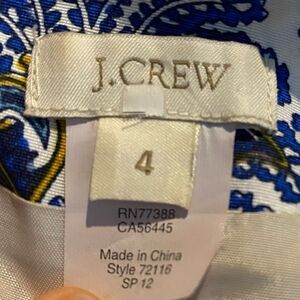 J.CREW
4
RN77388
CA56445
Made in China
Style 72116
SP 12